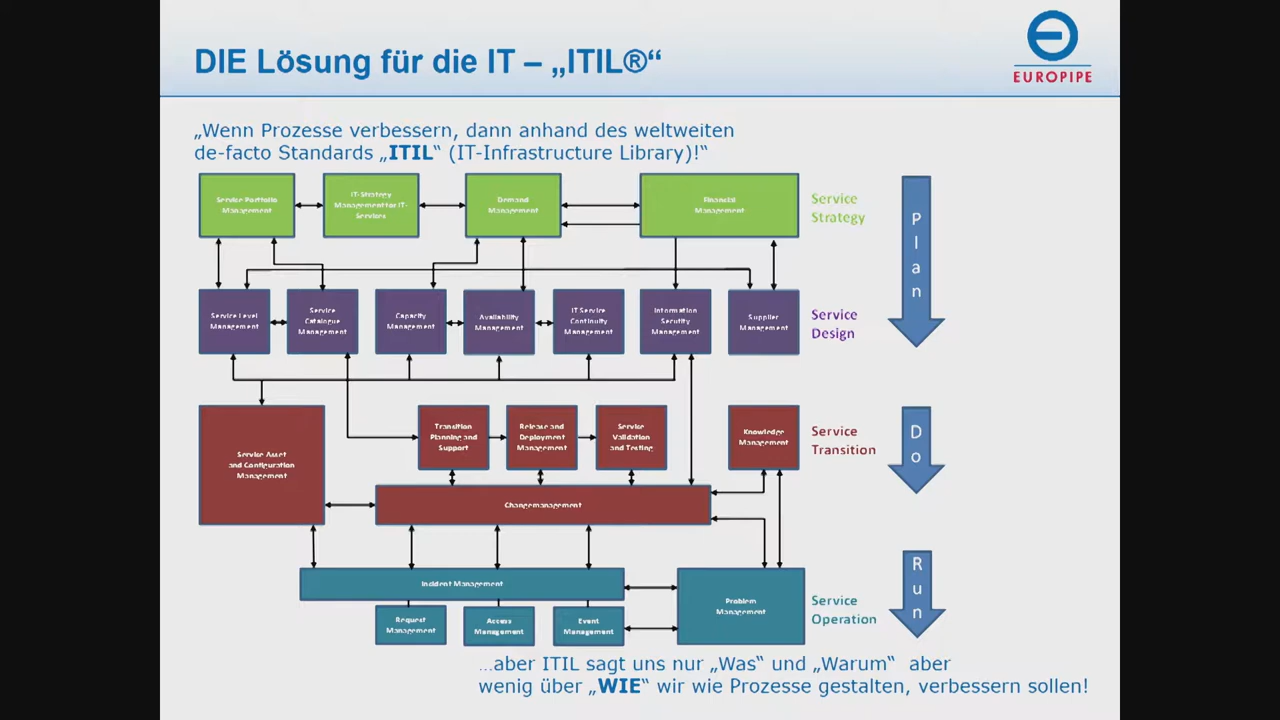 DIE Lösung für die IT – „ITIL®“
EUROPIPE
„Wenn Prozesse verbessern, dann anhand des weltweiten
de-facto Standards „ITIL“ (IT-Infrastructure Library)!“
Service Portfolio
Management
IT-Strategy
Management for IT-
Services
Demand
Management
Financial
Management
Service
Strategy
Plan
Service Level
Management
Service
Catalogue
Management
Capacity
Management
Availability
Management
IT Service
Continuity
Management
Information
Security
Management
Supplier
Management
Service
Design
Service Asset
and Configuration
Management
Transition
Planning and
Support
Release and
Deployment
Management
Service
Validation
and Testing
Knowledge
Management
Service
Transition
Do
Changemanagement
Incident Management
Request
Management
Access
Management
Event
Management
Problem
Management
Service
Operation
Run
…aber ITIL sagt uns nur „Was“ und „Warum“ aber
wenig über „WIE“ wir wie Prozesse gestalten, verbessern sollen!